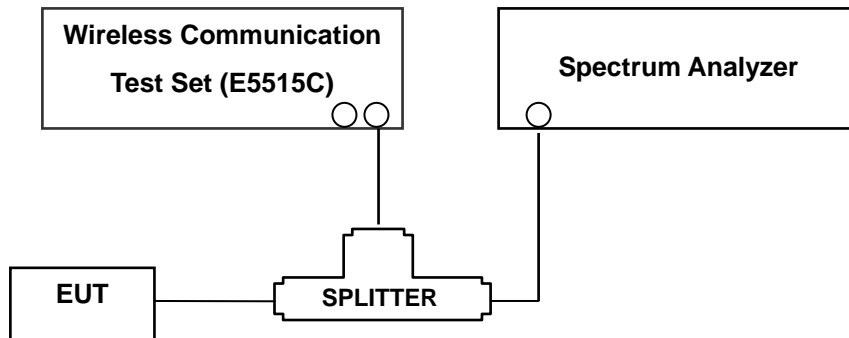 Wireless Communication
Test Set (E5515C)
Spectrum Analyzer
EUT
SPLITTER